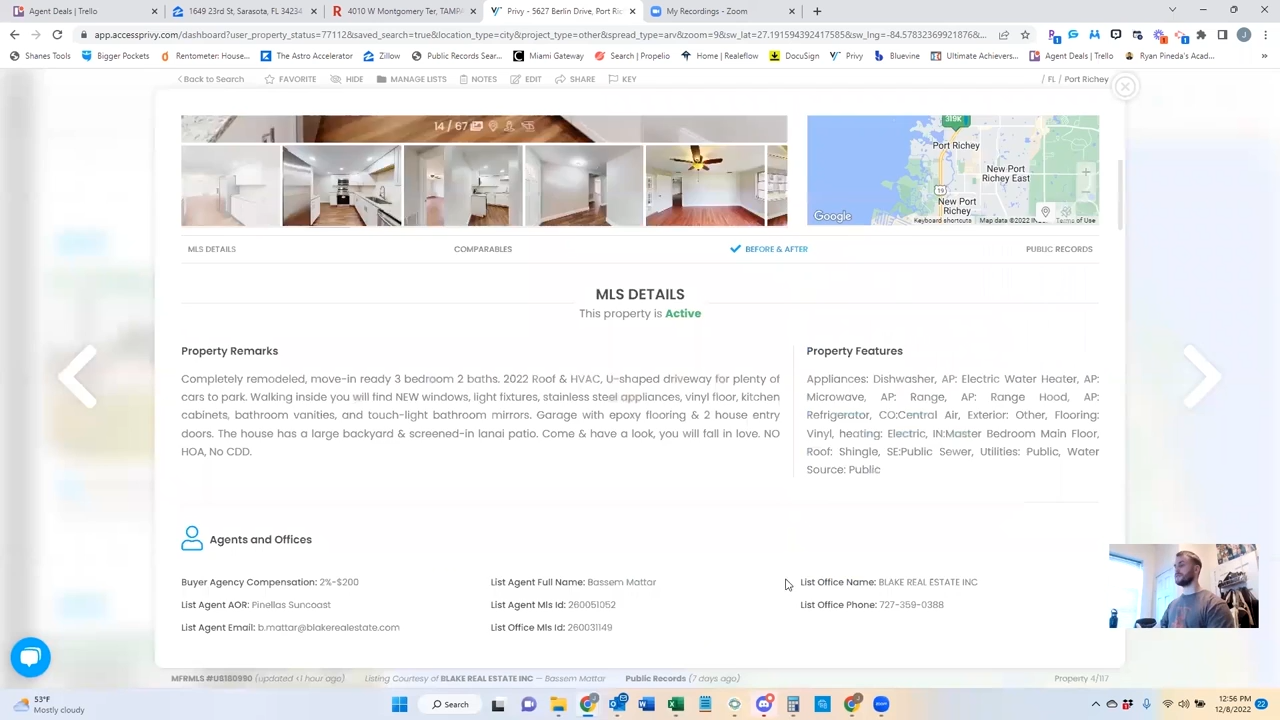 Agent Deals | Trello
1649 23rd St, Sarasota, FL 34234
4010 W Montgomery Ter, TAMPA
Privy - 5627 Berlin Drive, Port Ric
My Recordings - Zoom
app.accessprivy.com/dashboard?user_property_status=77112&saved_search=true&location_type=city&project_type=other&spread_type=arv&zoom=9&sw_lat=27.191594392417585&sw_lng=-84.57832369921876&...
Shanes Tools
Bigger Pockets
Rentometer: House...
The Astro Accelerator
Zillow
Public Records Sear...
Miami Gateway
Search | Propelio
Home | Realeflow
DocuSign
Privy
Bluevine
Ultimate Achievers...
Agent Deals | Trello
Ryan Pineda's Acad...
Back to Search FAVORITE HIDE MANAGE LISTS NOTES EDIT SHARE KEY
/ FL / Port Richey
14 / 67
319K
Port Richey
New Port Richey East
19
New Port Richey
Google
Keyboard shortcuts
Map data ©2022 INE
Terms of Use
MLS DETAILS COMPARABLES BEFORE & AFTER PUBLIC RECORDS
MLS DETAILS
This property is Active
Property Remarks
Completely remodeled, move-in ready 3 bedroom 2 baths. 2022 Roof & HVAC, U-shaped driveway for plenty of
cars to park. Walking inside you will find NEW windows, light fixtures, stainless steel appliances, vinyl floor, kitchen
cabinets, bathroom vanities, and touch-light bathroom mirrors. Garage with epoxy flooring & 2 house entry
doors. The house has a large backyard & screened-in lanai patio. Come & have a look, you will fall in love. NO
HOA, No CDD.
Property Features
Appliances: Dishwasher, AP: Electric Water Heater, AP:
Microwave, AP: Range, AP: Range Hood, AP:
Refrigerator, CO:Central Air, Exterior: Other, Flooring:
Vinyl, heating: Electric, IN:Master Bedroom Main Floor,
Roof: Shingle, SE:Public Sewer, Utilities: Public, Water
Source: Public
Agents and Offices
Buyer Agency Compensation: 2%-$200
List Agent Full Name: Bassem Mattar
List Office Name: BLAKE REAL ESTATE INC
List Agent AOR: Pinellas Suncoast
List Agent Mls Id: 260051052
List Office Phone: 727-359-0388
List Agent Email: b.mattar@blakerealestate.com
List Office Mls Id: 260031149
MFRMLS #U8180990 (updated <1 hour ago) Listing Courtesy of BLAKE REAL ESTATE INC — Bassem Mattar Public Records (7 days ago)
Property 4/117
53°F
Mostly cloudy
Search
12:56 PM
12/8/2022
22